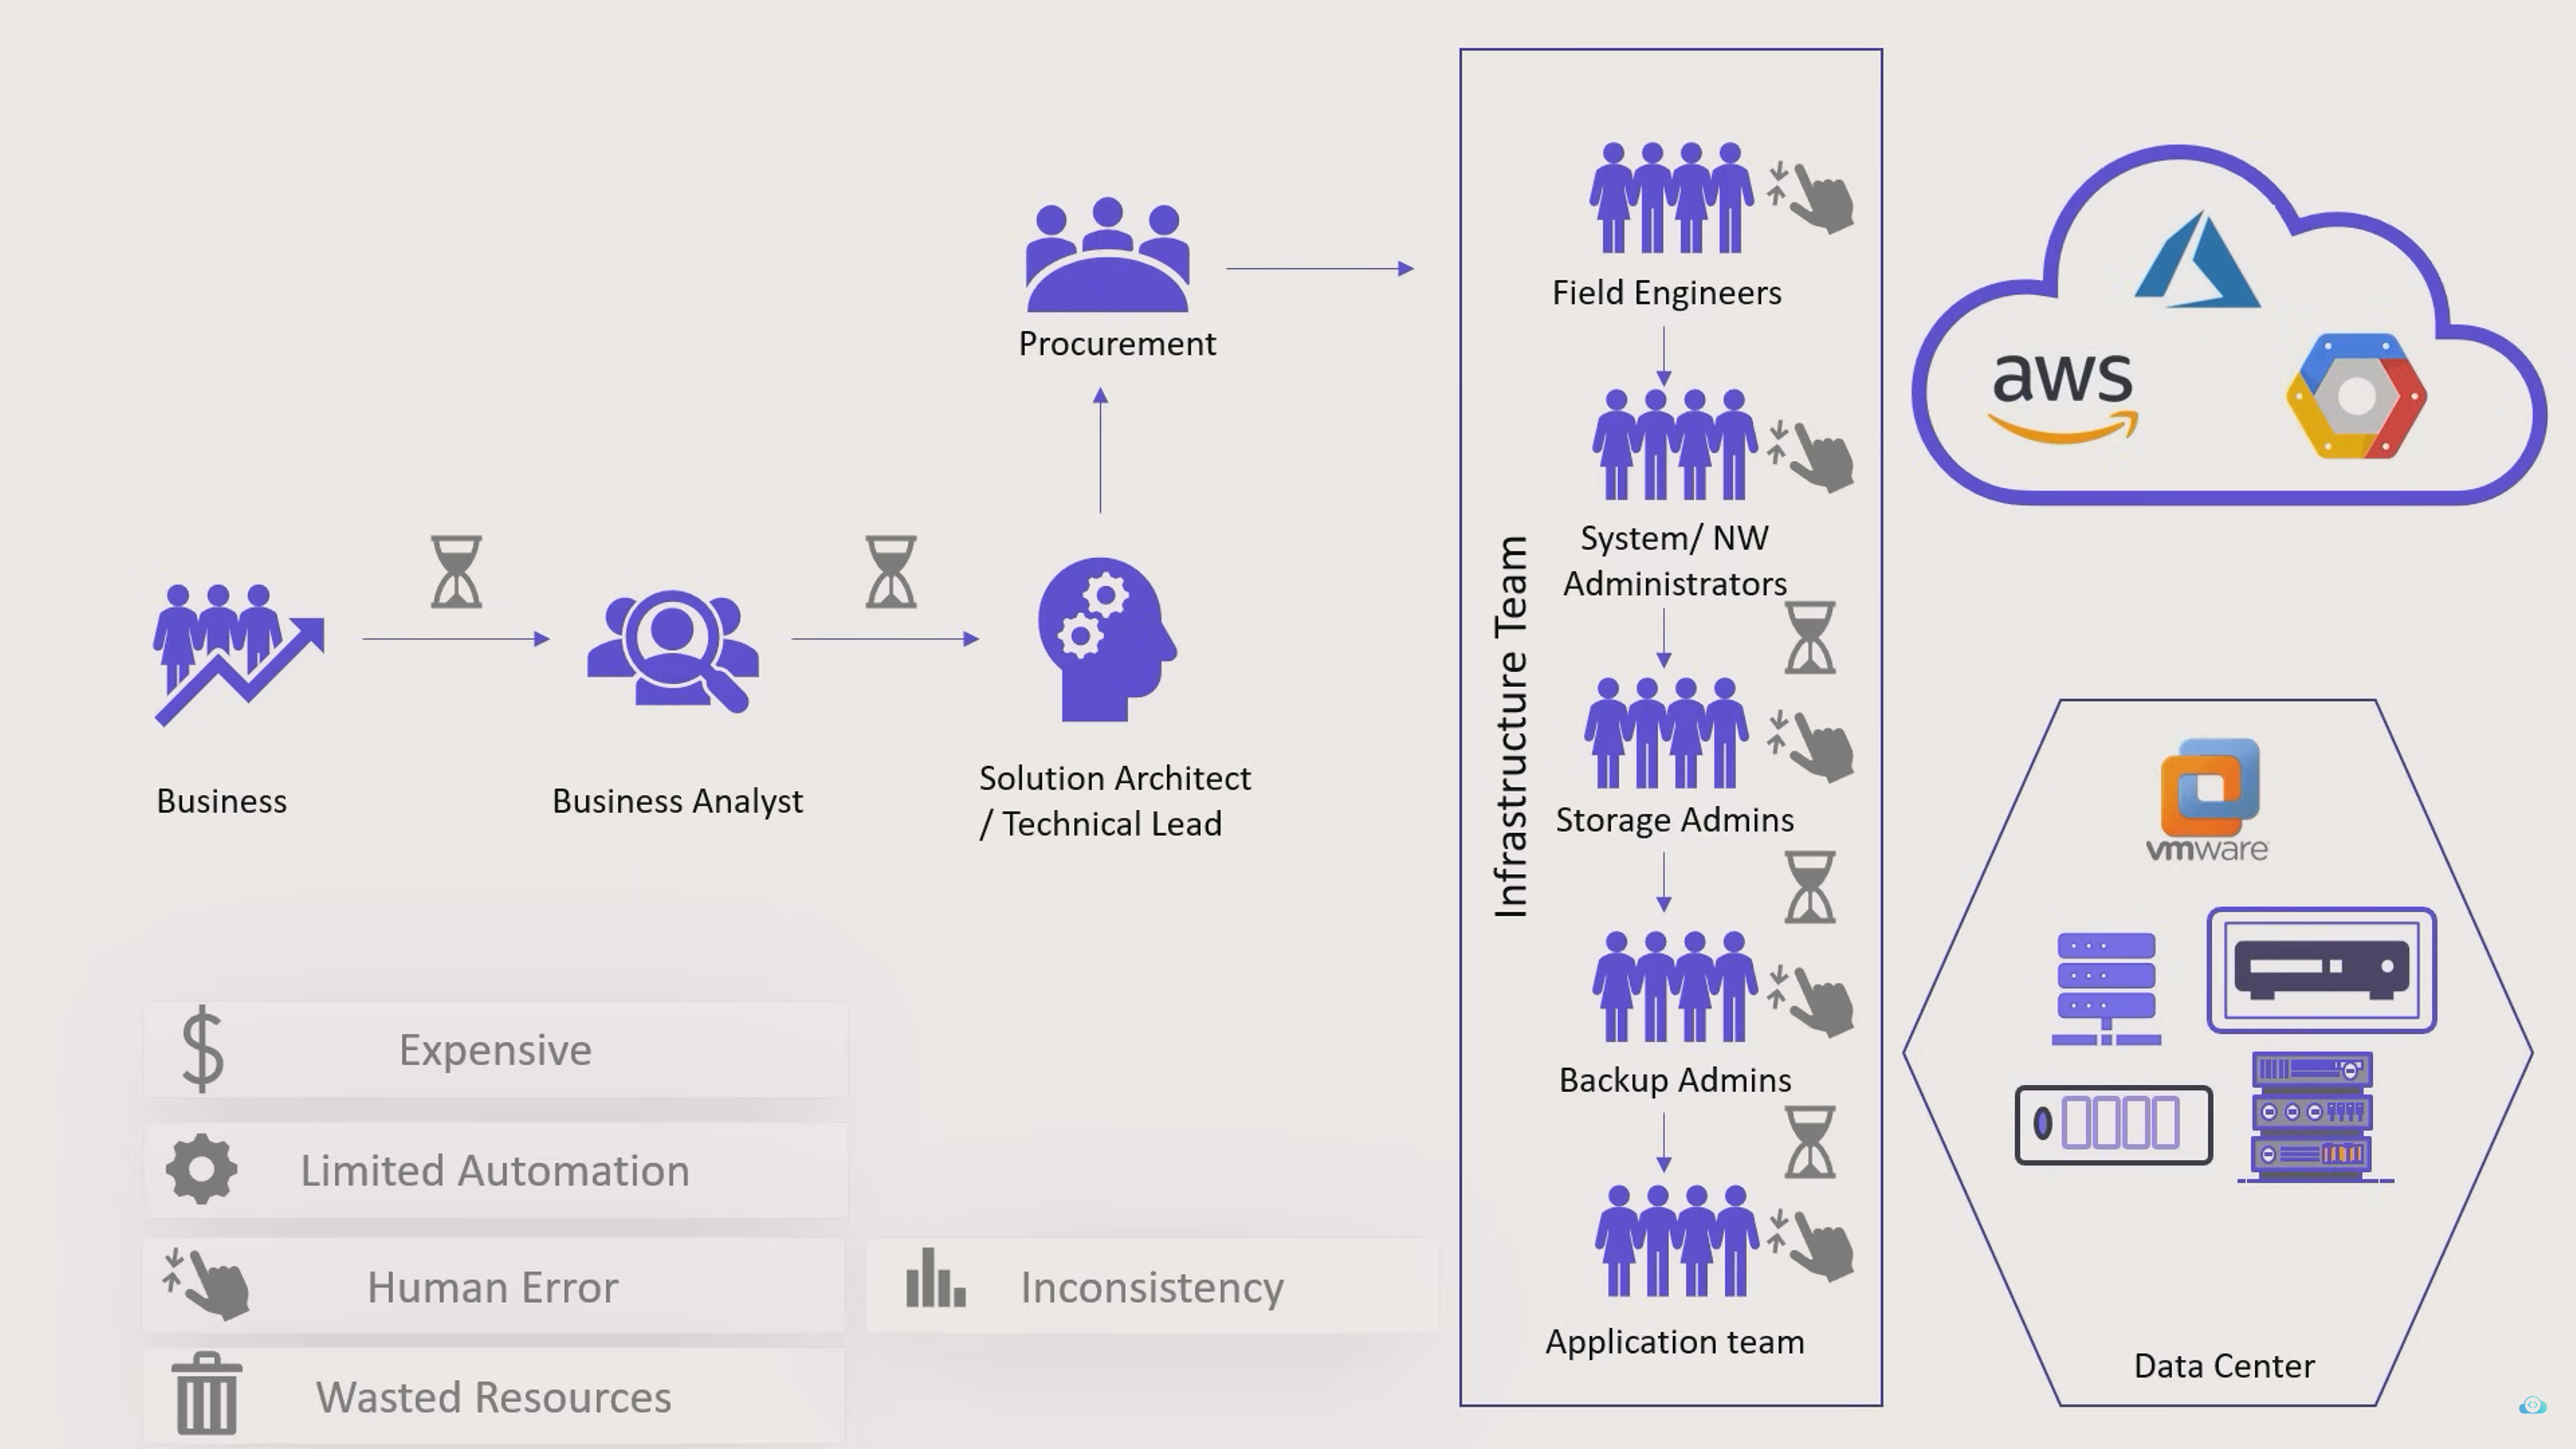 Procurement
Business
Business Analyst
Solution Architect
/ Technical Lead
Expensive
Limited Automation
Human Error
Wasted Resources
Inconsistency
Infrastructure Team
Field Engineers
System/ NW
Administrators
Storage Admins
Backup Admins
Application team
aws
vmware
Data Center